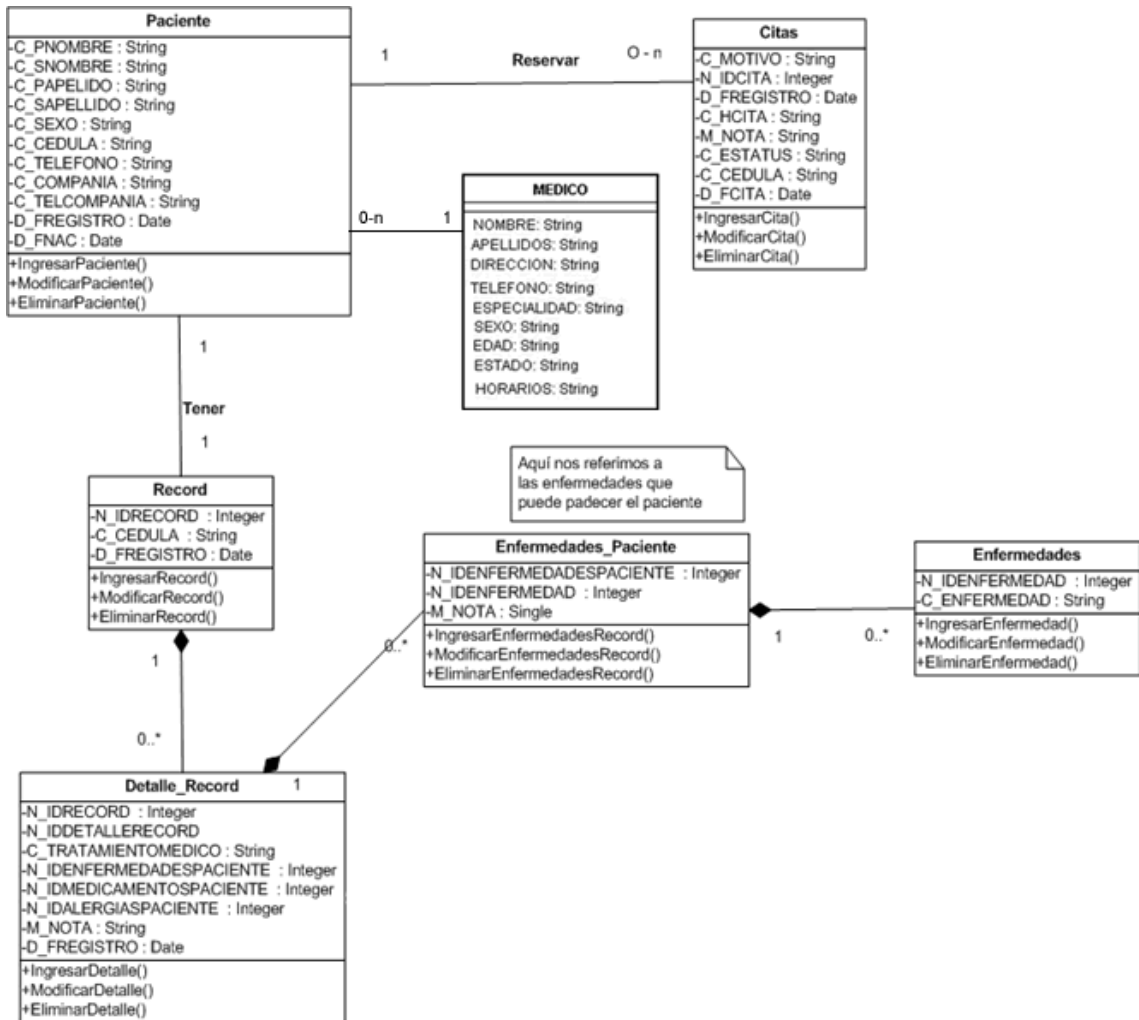 Paciente
-C_PNOMBRE : String
-C_SNOMBRE : String
-C_PAPELIDO : String
-C_SAPELLIDO : String
-C_SEXO : String
-C_CEDULA : String
-C_TELEFONO : String
-C_COMPANIA : String
-C_TELCOMPANIA : String
-D_FREGISTRO : Date
-D_FNAC : Date
+IngresarPaciente()
+ModificarPaciente()
+EliminarPaciente()
1
Reservar
O - n
Citas
-C_MOTIVO : String
-N_IDCITA : Integer
-D_FREGISTRO : Date
-C_HCITA : String
-M_NOTA : String
-C_ESTATUS : String
-C_CEDULA : String
-D_FCITA : Date
+IngresarCita()
+ModificarCita()
+EliminarCita()
0-n
1
MEDICO
NOMBRE: String
APELLIDOS: String
DIRECCION: String
TELEFONO: String
ESPECIALIDAD: String
SEXO: String
EDAD: String
ESTADO: String
HORARIOS: String
1
Tener
1
Record
-N_IDRECORD : Integer
-C_CEDULA : String
-D_FREGISTRO : Date
+IngresarRecord()
+ModificarRecord()
+EliminarRecord()
Aquí nos referimos a
las enfermedades que
puede padecer el paciente
Enfermedades_Paciente
-N_IDENFERMEDADESPACIENTE : Integer
-N_IDENFERMEDAD : Integer
-M_NOTA : Single
+IngresarEnfermedadesRecord()
+ModificarEnfermedadesRecord()
+EliminarEnfermedadesRecord()
1
0..*
Enfermedades
-N_IDENFERMEDAD : Integer
-C_ENFERMEDAD : String
+IngresarEnfermedad()
+ModificarEnfermedad()
+EliminarEnfermedad()
0..*
1
0..*
1
Detalle_Record
-N_IDRECORD : Integer
-N_IDDETALLERECORD
-C_TRATAMIENTOMEDICO : String
-N_IDENFERMEDADESPACIENTE : Integer
-N_IDMEDICAMENTOSPACIENTE : Integer
-N_IDALERGIASPACIENTE : Integer
-M_NOTA : String
-D_FREGISTRO : Date
+IngresarDetalle()
+ModificarDetalle()
+EliminarDetalle()